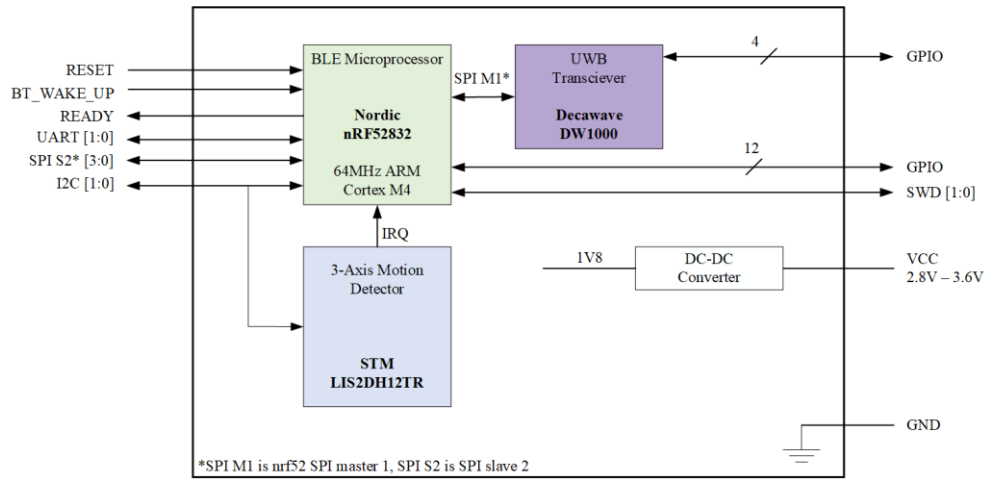 RESET
BT_WAKE_UP
READY
UART [1:0]
SPI S2* [3:0]
I2C [1:0]
BLE Microprocessor
Nordic
nRF52832
64MHz ARM
Cortex M4
SPI M1*
UWB
Transciever
Decawave
DW1000
4
GPIO
12
GPIO
SWD [1:0]
IRQ
3-Axis Motion
Detector
STM
LIS2DH12TR
1V8
DC-DC
Converter
VCC
2.8V – 3.6V
GND
*SPI M1 is nrf52 SPI master 1, SPI S2 is SPI slave 2